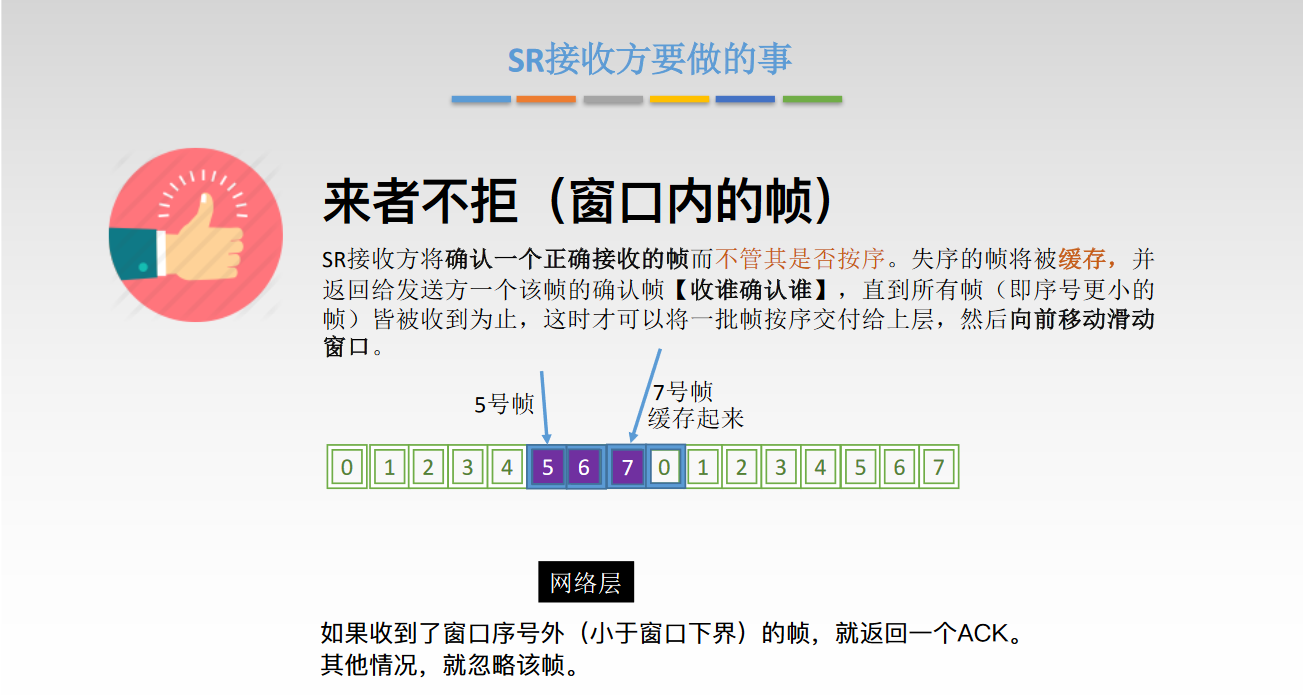 SR接收方要做的事
来者不拒（窗口内的帧）
SR接收方将确认一个正确接收的帧而不管其是否按序。失序的帧将被缓存，并
返回给发送方一个该帧的确认帧【收谁确认谁】，直到所有帧（即序号更小的
帧）皆被收到为止，这时才可以将一批帧按序交付给上层，然后向前移动滑动
窗口。
5号帧
7号帧
缓存起来
0 1 2 3 4 5 6 7 0 1 2 3 4 5 6 7
网络层
如果收到了窗口序号外（小于窗口下界）的帧，就返回一个ACK。
其他情况，就忽略该帧。